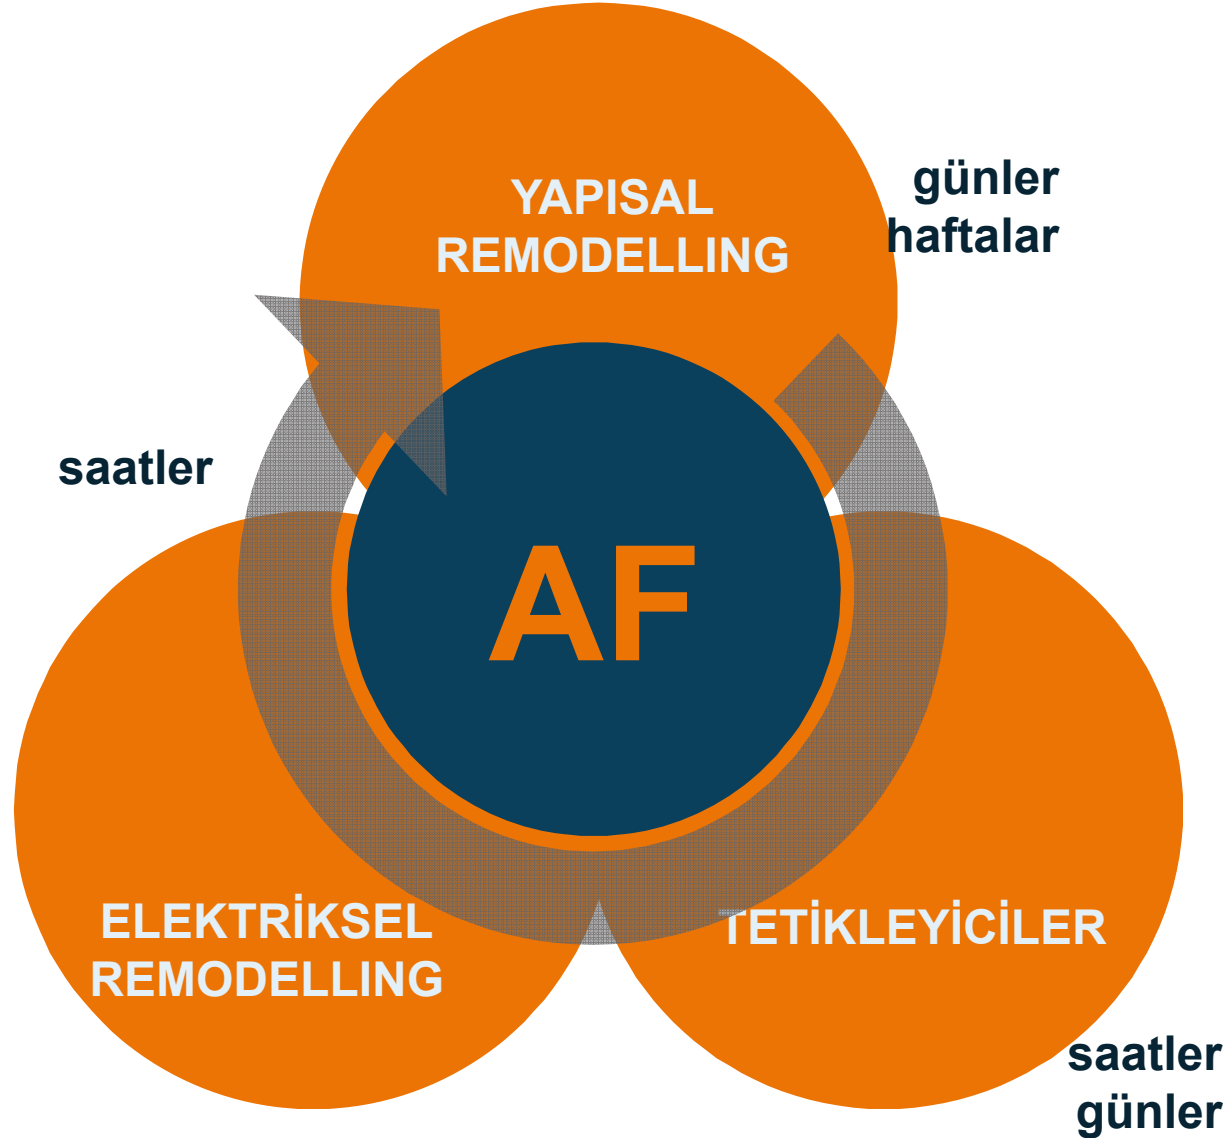 YAPISAL
REMODELLING
günler
haftalar
saatler
AF
ELEKTRİKSEL
REMODELLING
TETİKLEYİCİLER
saatler
günler